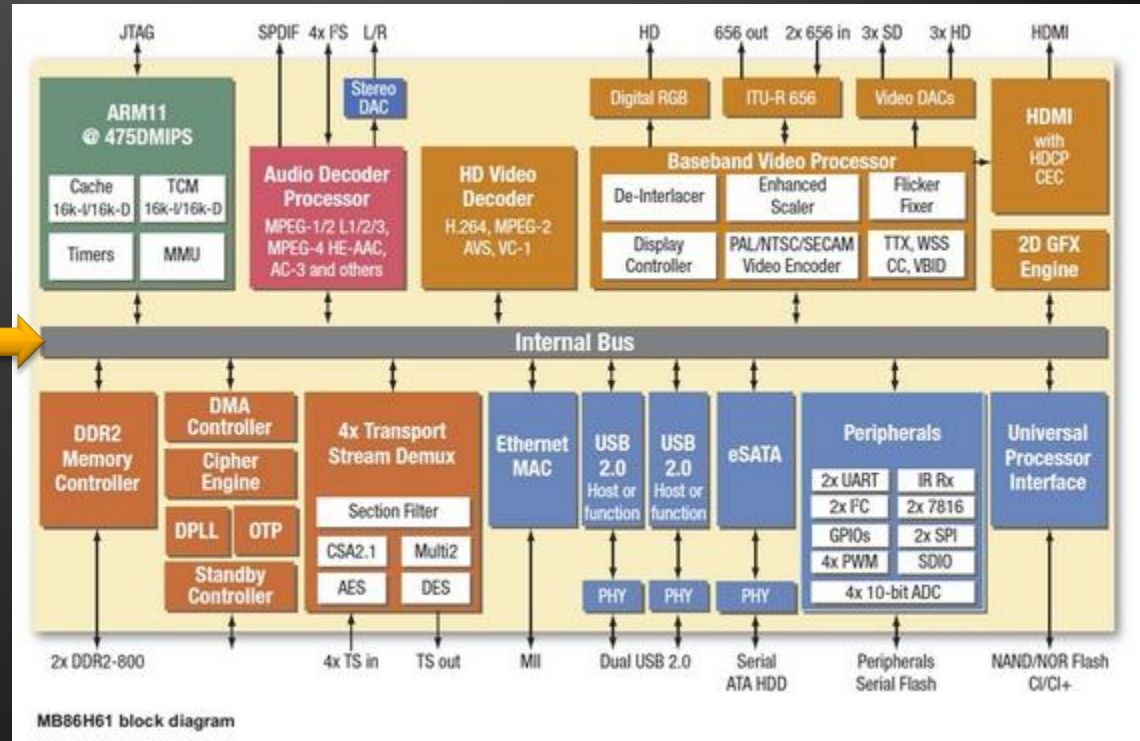 JTAG
SPDIF 4x I²S L/R
HD
656 out 2x 656 in 3x SD 3x HD
HDMI
ARM11
@ 475DMIPS
Cache
16k-I/16k-D
TCM
16k-I/16k-D
Timers
MMU
Stereo
DAC
Audio Decoder
Processor
MPEG-1/2 L1/2/3,
MPEG-4 HE-AAC,
AC-3 and others
HD Video
Decoder
H.264, MPEG-2
AVS, VC-1
Digital RGB
ITU-R 656
Video DACs
Baseband Video Processor
De-Interlacer
Enhanced
Scaler
Flicker
Fixer
Display
Controller
PAL/NTSC/SECAM
Video Encoder
TTX, WSS
CC, VBID
HDMI
with
HDCP
CEC
2D GFX
Engine
Internal Bus
DDR2
Memory
Controller
DMA
Controller
Cipher
Engine
DPLL
OTP
Standby
Controller
4x Transport
Stream Demux
Section Filter
CSA2.1
Multi2
AES
DES
Ethernet
MAC
USB
2.0
Host or
function
USB
2.0
Host or
function
eSATA
PHY
PHY
PHY
Peripherals
2x UART
IR Rx
2x I²C
2x 7816
GPIOs
2x SPI
4x PWM
SDIO
4x 10-bit ADC
Universal
Processor
Interface
2x DDR2-800
4x TS in
TS out
MII
Dual USB 2.0
Serial
ATA HDD
Peripherals
Serial Flash
NAND/NOR Flash
CI/CI+
MB86H61 block diagram